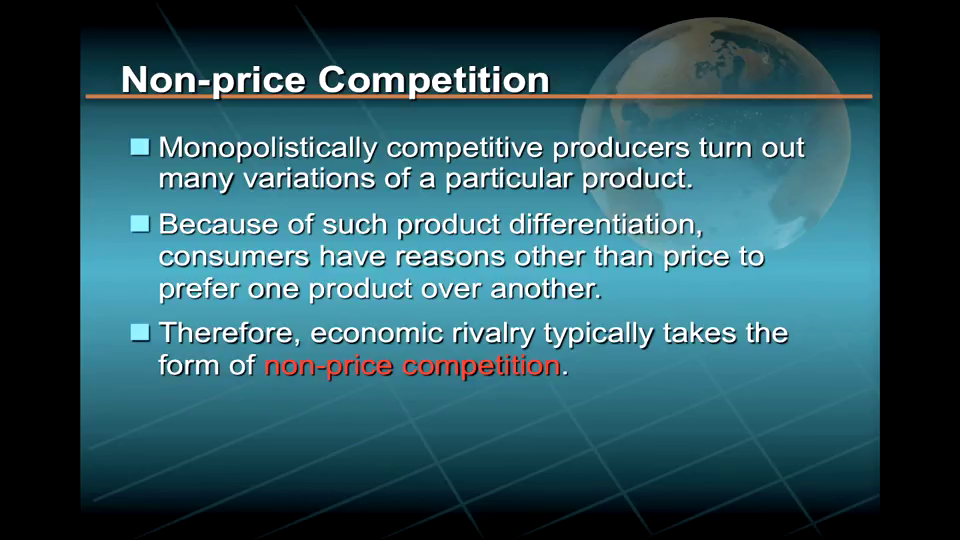 Non-price Competition
Monopolistically competitive producers turn out
many variations of a particular product.
Because of such product differentiation,
consumers have reasons other than price to
prefer one product over another.
Therefore, economic rivalry typically takes the
form of non-price competition.